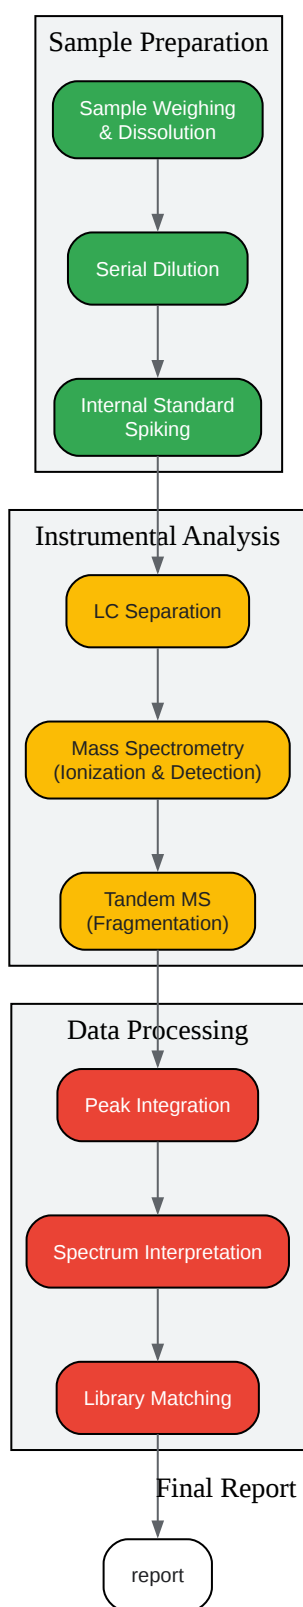 Sample Preparation
Sample Weighing
& Dissolution
Serial Dilution
Internal Standard
Spiking
Instrumental Analysis
LC Separation
Mass Spectrometry
(Ionization & Detection)
Tandem MS
(Fragmentation)
Data Processing
Peak Integration
Spectrum Interpretation
Library Matching
Final Report
report